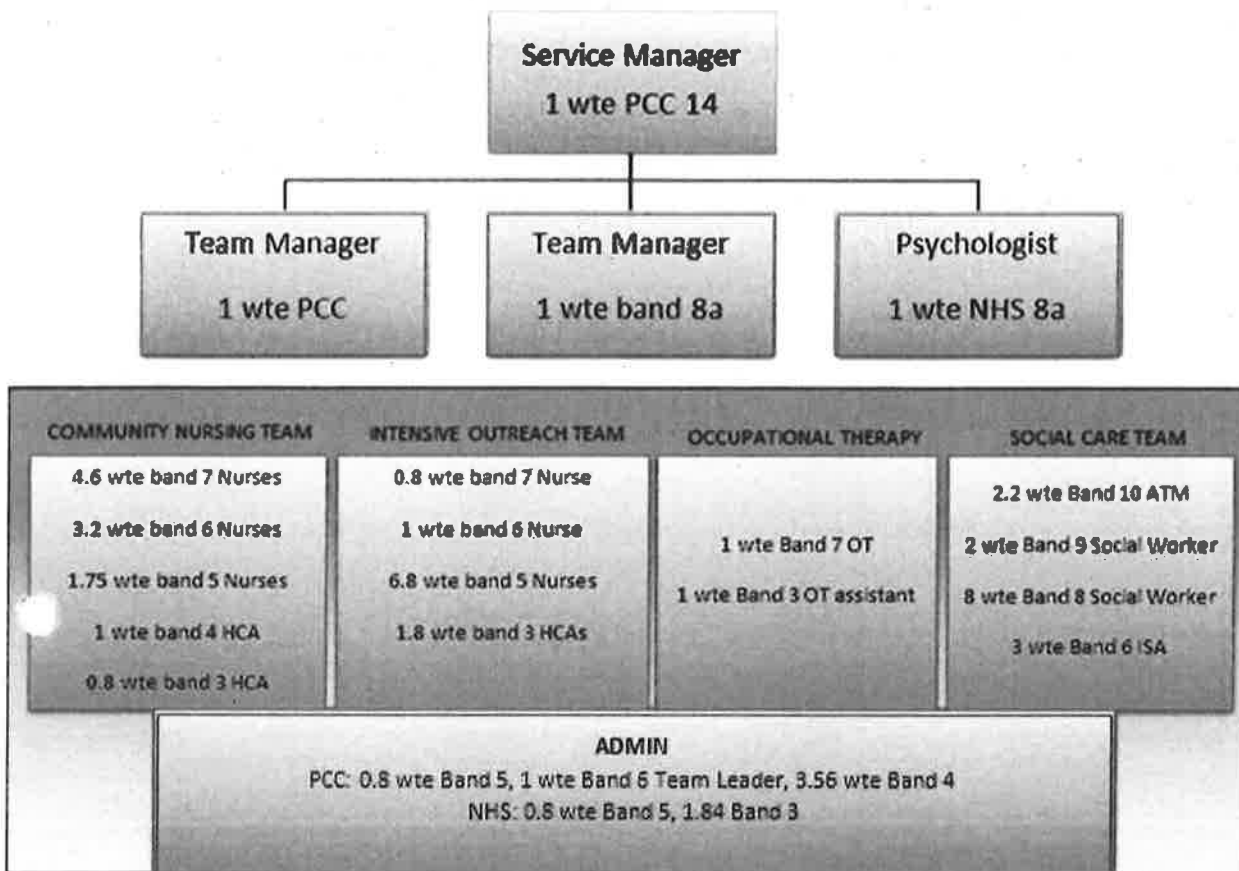 Service Manager
1 wte PCC 14
Team Manager
1 wte PCC
Team Manager
1 wte band 8a
Psychologist
1 wte NHS 8a
COMMUNITY NURSING TEAM
4.6 wte band 7 Nurses
3.2 wte band 6 Nurses
1.75 wte band 5 Nurses
1 wte band 4 HCA
0.8 wte band 3 HCA
INTENSIVE OUTREACH TEAM
0.8 wte band 7 Nurse
1 wte band 6 Nurse
6.8 wte band 5 Nurses
1.8 wte band 3 HCAs
OCCUPATIONAL THERAPY
1 wte Band 7 OT
1 wte Band 3 OT assistant
SOCIAL CARE TEAM
2.2 wte Band 10 ATM
2 wte Band 9 Social Worker
8 wte Band 8 Social Worker
3 wte Band 6 ISA
ADMIN
PCC: 0.8 wte Band 5, 1 wte Band 6 Team Leader, 3.56 wte Band 4
NHS: 0.8 wte Band 5, 1.84 Band 3